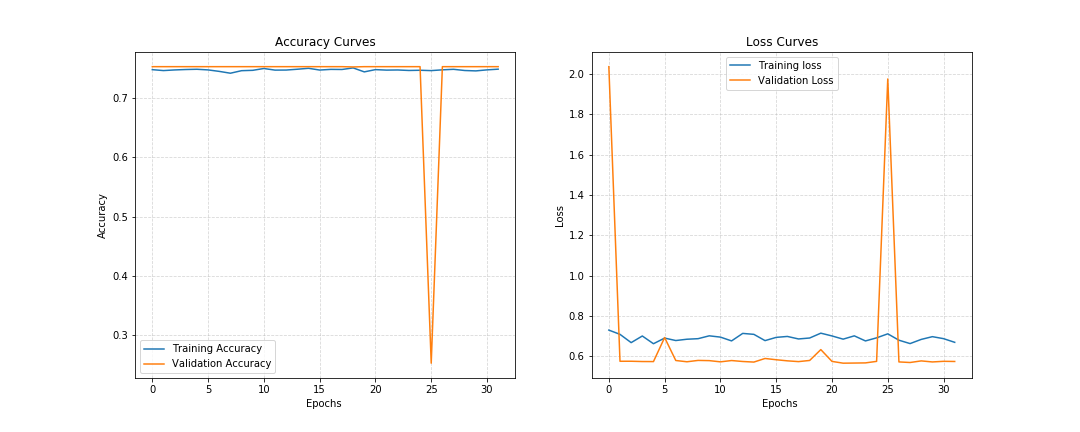 Accuracy Curves
0.7
0.6
0.5
0.4
0.3
Accuracy
Training Accuracy
Validation Accuracy
0 5 10 15 20 25 30
Epochs
Loss Curves
Training loss
Validation Loss
2.0
1.8
1.6
1.4
1.2
1.0
0.8
0.6
Loss
0 5 10 15 20 25 30
Epochs